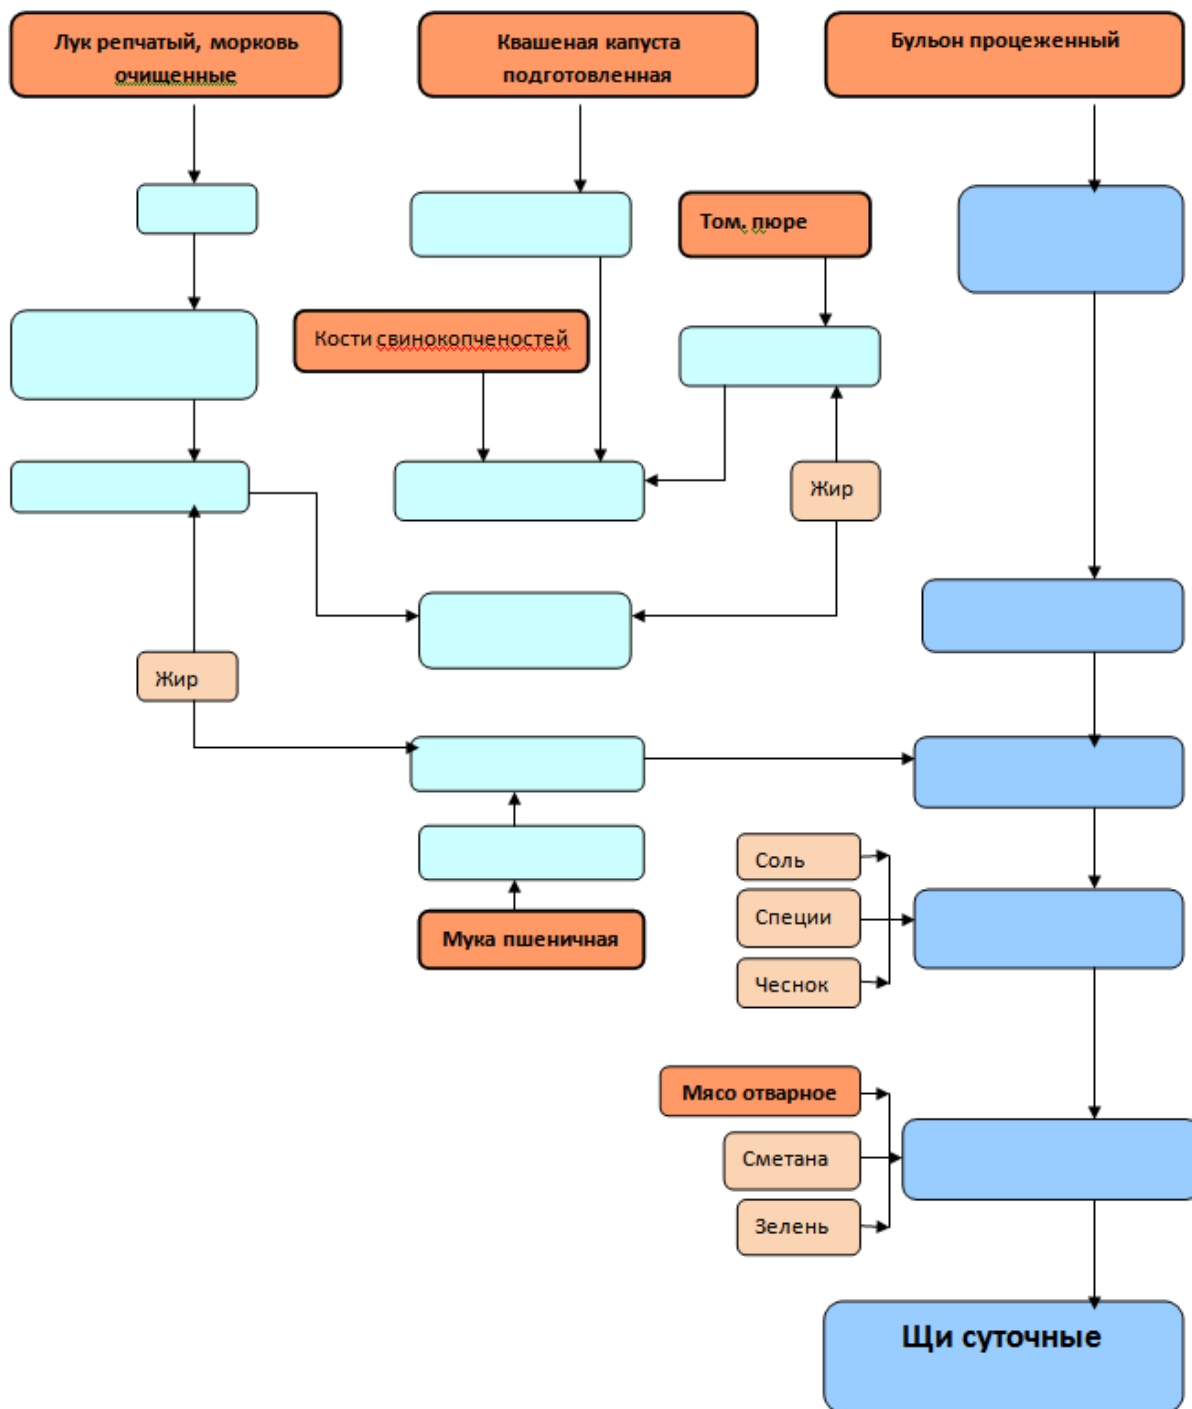 Лук репчатый, морковь
очищенные
Квашеная капуста
подготовленная
Бульон процеженный
Том. пюре
Кости свинокопченостей
Жир
Жир
Соль
Специи
Мука пшеничная
Чеснок
Мясо отварное
Сметана
Зелень
Щи суточные